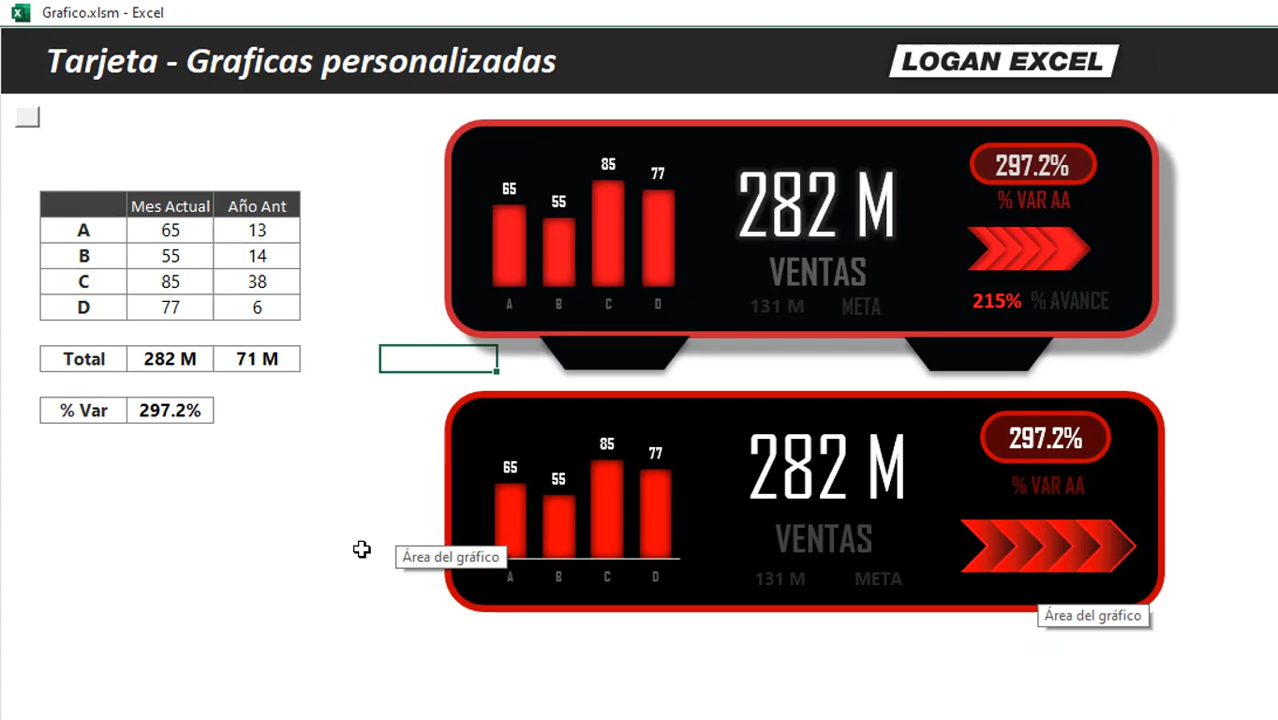 Grafico.xlsm - Excel
Tarjeta - Graficas personalizadas
LOGAN EXCEL
Mes Actual Año Ant
A 65 13
B 55 14
C 85 38
D 77 6
Total 282 M 71 M
% Var 297.2%
65 55 85 77
A B C D
282 M
VENTAS
131 M META
297.2%
% VAR AA
215% % AVANCE
65 55 85 77
A B C D
282 M
VENTAS
131 M META
297.2%
% VAR AA
Área del gráfico
Área del gráfico